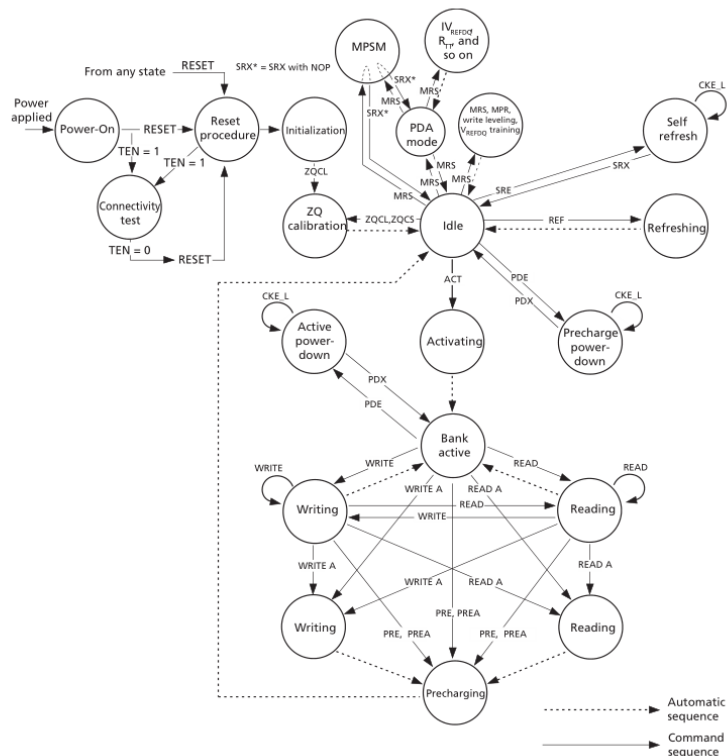 MPSM
IV_REFDQ,
R_TT, and
so on
From any state
RESET
SRX* = SRX with NOP
SRX*
MRS
MRS
Power
applied
Power-On
RESET
Reset
procedure
Initialization
PDA
mode
MRS, MPR,
write leveling,
V_REFDQ training
CKE_L
Self
refresh
SRX*
TEN = 1
TEN = 1
ZQCL
MRS
MRS
MRS
MRS
SRE
SRX
Connectivity
test
ZQ
calibration
ZQCL,ZQCS
Idle
REF
Refreshing
TEN = 0
RESET
ACT
PDE
PDX
CKE_L
Active
power-
down
Activating
CKE_L
Precharge
power-
down
PDX
PDE
Bank
active
WRITE
WRITE
READ
READ
WRITE A
READ A
Writing
READ
WRITE
Reading
WRITE A
WRITE A
READ A
READ A
Writing
PRE, PREA
PRE, PREA
PRE, PREA
Reading
Precharging
Automatic
sequence
Command
sequence